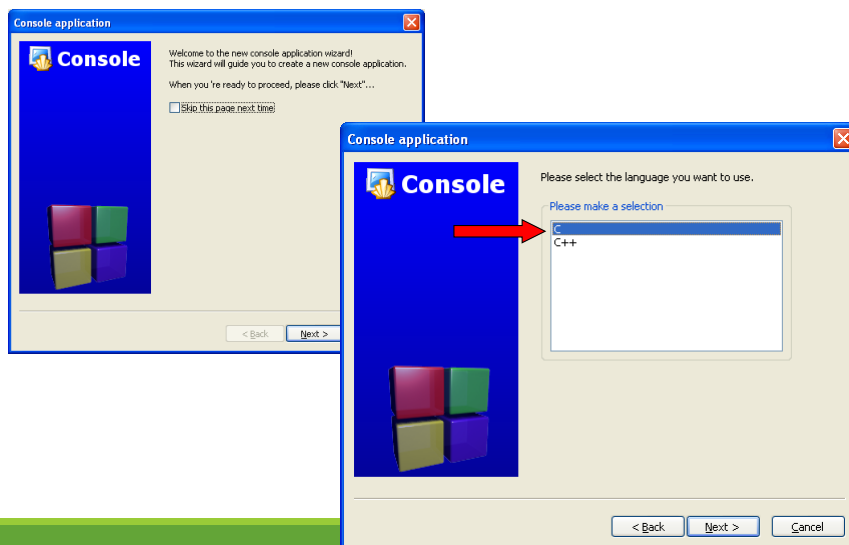 Console application
Console
Welcome to the new console application wizard!
This wizard will guide you to create a new console application.
When you 're ready to proceed, please click "Next"...
Skip this page next time
< Back
Next >
Console application
Console
Please select the language you want to use.
Please make a selection
C
C++
< Back
Next >
Cancel